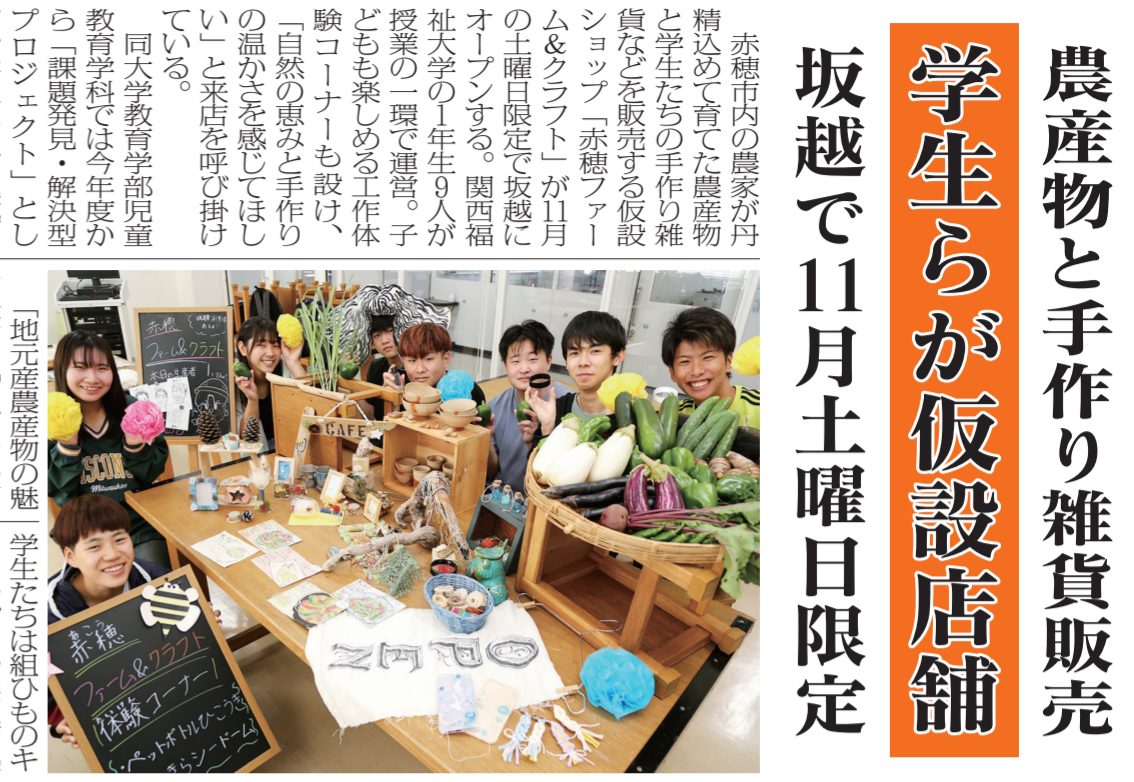 農産物と手作り雑貨販売
学生らが仮設店舗
坂越で11月土曜日限定
赤穂市内の農家が丹
精込めて育てた農産物
と学生たちの手作り雑
貨などを販売する仮設
ショップ「赤穂ファー
ム&クラフト」が11月
の土曜日限定で坂越に
オープンする。関西福
祉大学の1年生9人が
授業の一環で運営。子
どもも楽しめる工作体
験コーナーも設け、
「自然の恵みと手作り
の温かさを感じてほし
い」と来店を呼び掛け
ている。
同大学教育学部児童
教育学科では今年度か
ら「課題発見・解決型
プロジェクト」とし
「地元産農産物の魅
学生たちは組ひものキ
赤穂
ファーム&クラフト
本日の生産者
CAFE
Milwaukee
OPEN
あこう
赤穂
ファーム&クラフト
体験コーナー!
・ペットボトルひこうき